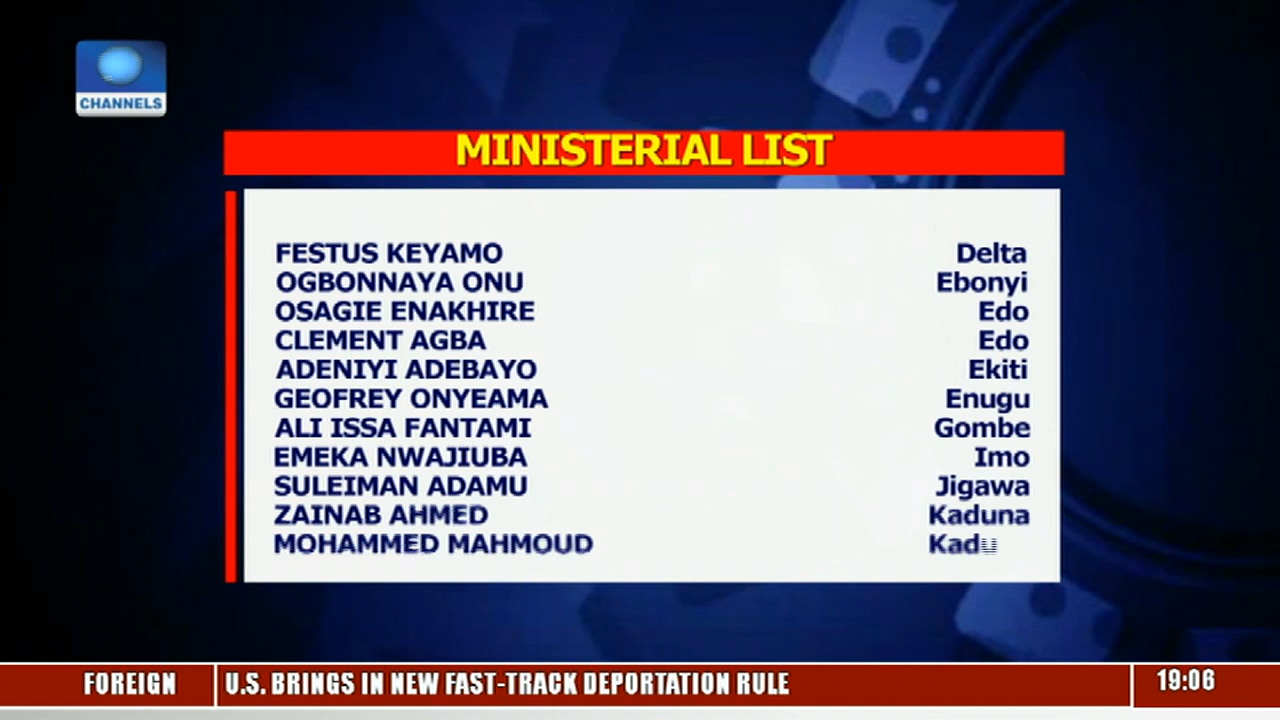 CHANNELS
MINISTERIAL LIST
FESTUS KEYAMO Delta
OGBONNAYA ONU Ebonyi
OSAGIE ENAKHIRE Edo
CLEMENT AGBA Edo
ADENIYI ADEBAYO Ekiti
GEOFREY ONYEAMA Enugu
ALI ISSA FANTAMI Gombe
EMEKA NWAJIUBA Imo
SULEIMAN ADAMU Jigawa
ZAINAB AHMED Kaduna
MOHAMMED MAHMOUD Kadu
FOREIGN U.S. BRINGS IN NEW FAST-TRACK DEPORTATION RULE 19:06